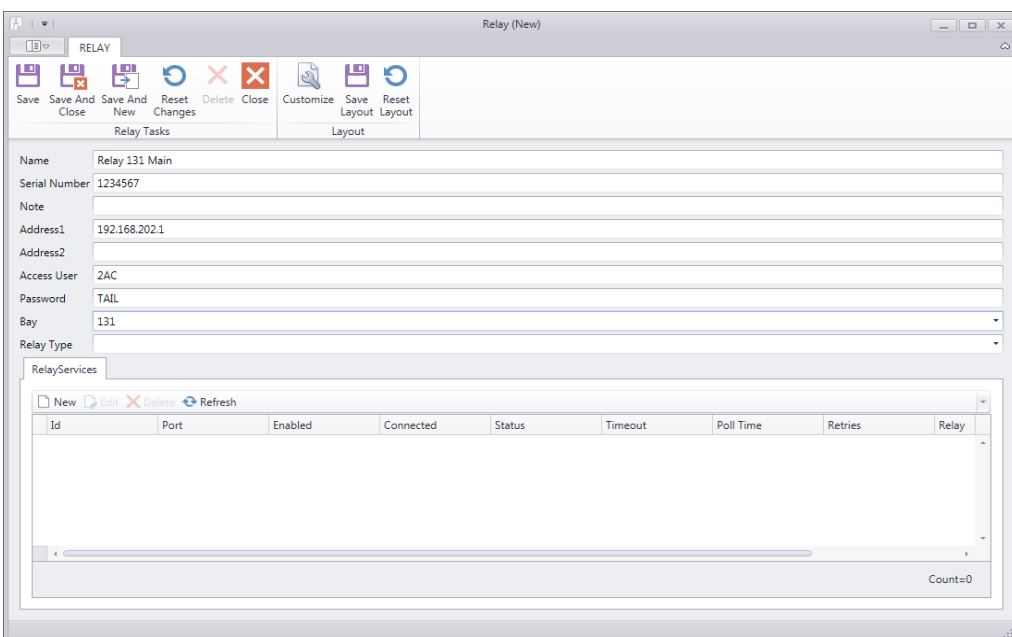 Relay (New)
RELAY
Save
Save And Close
Save And New
Reset Changes
Delete
Close
Customize
Save Layout
Reset Layout
Relay Tasks
Layout
Name Relay 131 Main
Serial Number 1234567
Note
Address1 192.168.202.1
Address2
Access User 2AC
Password TAIL
Bay 131
Relay Type
RelayServices
New Edit Delete Refresh
Id Port Enabled Connected Status Timeout Poll Time Retries Relay
Count=0